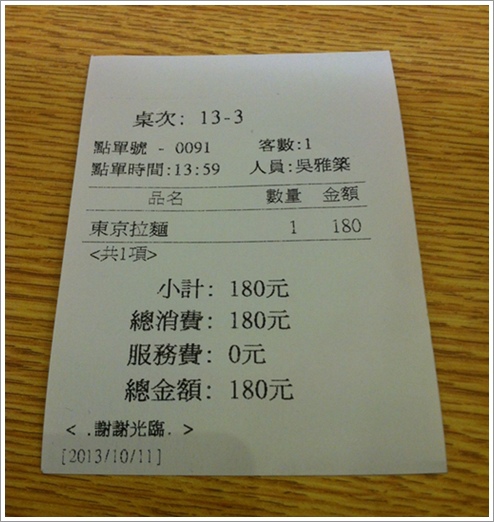 桌次: 13-3
點單號 - 0091 客數:1
點單時間:13:59 人員:吳雅築
品名 數量 金額
東京拉麵 1 180
<共1項>
小計: 180元
總消費: 180元
服務費: 0元
總金額: 180元
< .謝謝光臨. >
[2013/10/11]